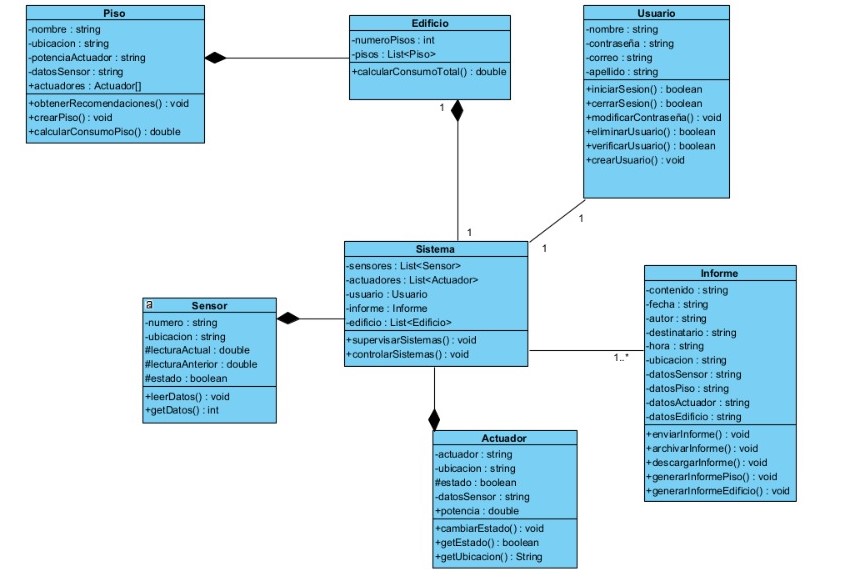 Piso
-nombre : string
-ubicacion : string
-potenciaActuador : string
-datosSensor : string
+actuadores : Actuador[]
+obtenerRecomendaciones() : void
+crearPiso() : void
+calcularConsumoPiso() : double
Edificio
-numeroPisos : int
-pisos : List<Piso>
+calcularConsumoTotal() : double
1
1
Usuario
-nombre : string
-contraseña : string
-correo : string
-apellido : string
+iniciarSesion() : boolean
+cerrarSesion() : boolean
+modificarContraseña() : void
+eliminarUsuario() : boolean
+verificarUsuario() : boolean
+crearUsuario() : void
1
1
Sistema
-sensores : List<Sensor>
-actuadores : List<Actuador>
-usuario : Usuario
-informe : Informe
-edificio : List<Edificio>
+supervisarSistemas() : void
+controlarSistemas() : void
1..*
a
Sensor
-numero : string
-ubicacion : string
#lecturaActual : double
#lecturaAnterior : double
#estado : boolean
+leerDatos() : void
+getDatos() : int
Informe
-contenido : string
-fecha : string
-autor : string
-destinatario : string
-hora : string
-ubicacion : string
-datosSensor : string
-datosPiso : string
-datosActuador : string
-datosEdificio : string
+enviarInforme() : void
+archivarInforme() : void
+descargarInforme() : void
+generarInformePiso() : void
+generarInformeEdificio() : void
Actuador
-actuador : string
-ubicacion : string
#estado : boolean
-datosSensor : string
+potencia : double
+cambiarEstado() : void
+getEstado() : boolean
+getUbicacion() : String